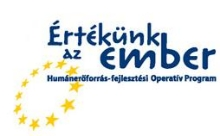 Értékünk
az ember
Humánerőforrás-fejlesztési Operatív Program